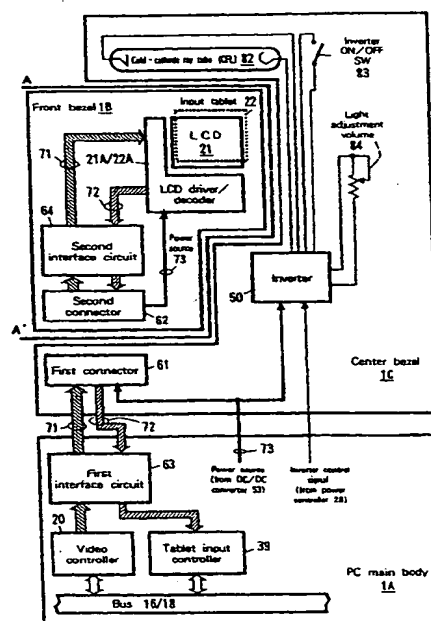 Cold-cathode ray tube (CFL) 82
Inverter
ON/OFF
SW
83
A
Front bezel 1B
Input tablet
22
LCD
21
Light
adjustment
volume
84
71
21A/22A
72
LCD driver/
decoder
64
Power
source
73
Second
interface circuit
Inverter
50
Second
connector
62
A'
First connector
61
Center bezel
1C
71
72
73
First
interface circuit
63
Power source
(from DC/DC
converter 53)
Inverter control
signal
(from power
controller 28)
20
Video
controller
Tablet input
controller
39
Bus 16/18
PC main body
1A